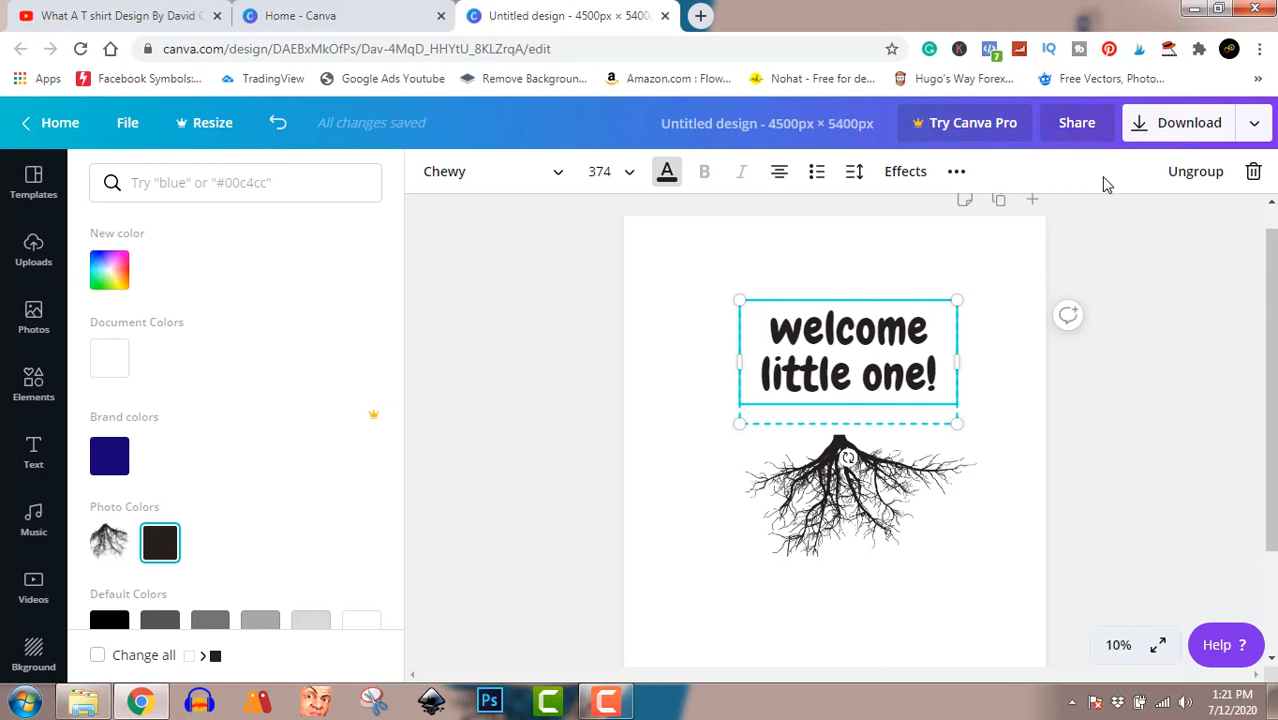 What A T shirt Design By David C
Home - Canva
Untitled design - 4500px × 5400p
canva.com/design/DAEBxMkOfPs/Dav-4MqD_HHYtU_8KLZrqA/edit
7
Apps
Facebook Symbols:...
TradingView
Google Ads Youtube
Remove Background...
Amazon.com : Flow...
Nohat - Free for de...
Hugo's Way Forex...
Free Vectors, Photo...
»
Home
File
Resize
All changes saved
Untitled design - 4500px × 5400px
Try Canva Pro
Share
Download
Templates
Try "blue" or "#00c4cc"
Chewy
374
A
B
I
Effects
Ungroup
New color
Uploads
Photos
Document Colors
welcome
little one!
Elements
Brand colors
Text
Photo Colors
Music
Videos
Default Colors
Bkground
Change all
10%
Help ?
Ps
C
C
1:21 PM
7/12/2020